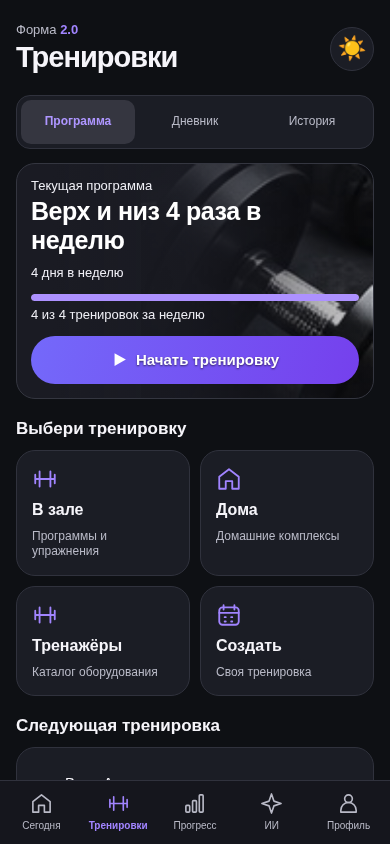 Форма 2.0
Тренировки
Программа
Дневник
История
Текущая программа
Верх и низ 4 раза в
неделю
4 дня в неделю
4 из 4 тренировок за неделю
Начать тренировку
Выбери тренировку
В зале
Программы и
упражнения
Дома
Домашние комплексы
Тренажёры
Каталог оборудования
Создать
Своя тренировка
Следующая тренировка
Сегодня
Тренировки
Прогресс
ИИ
Профиль